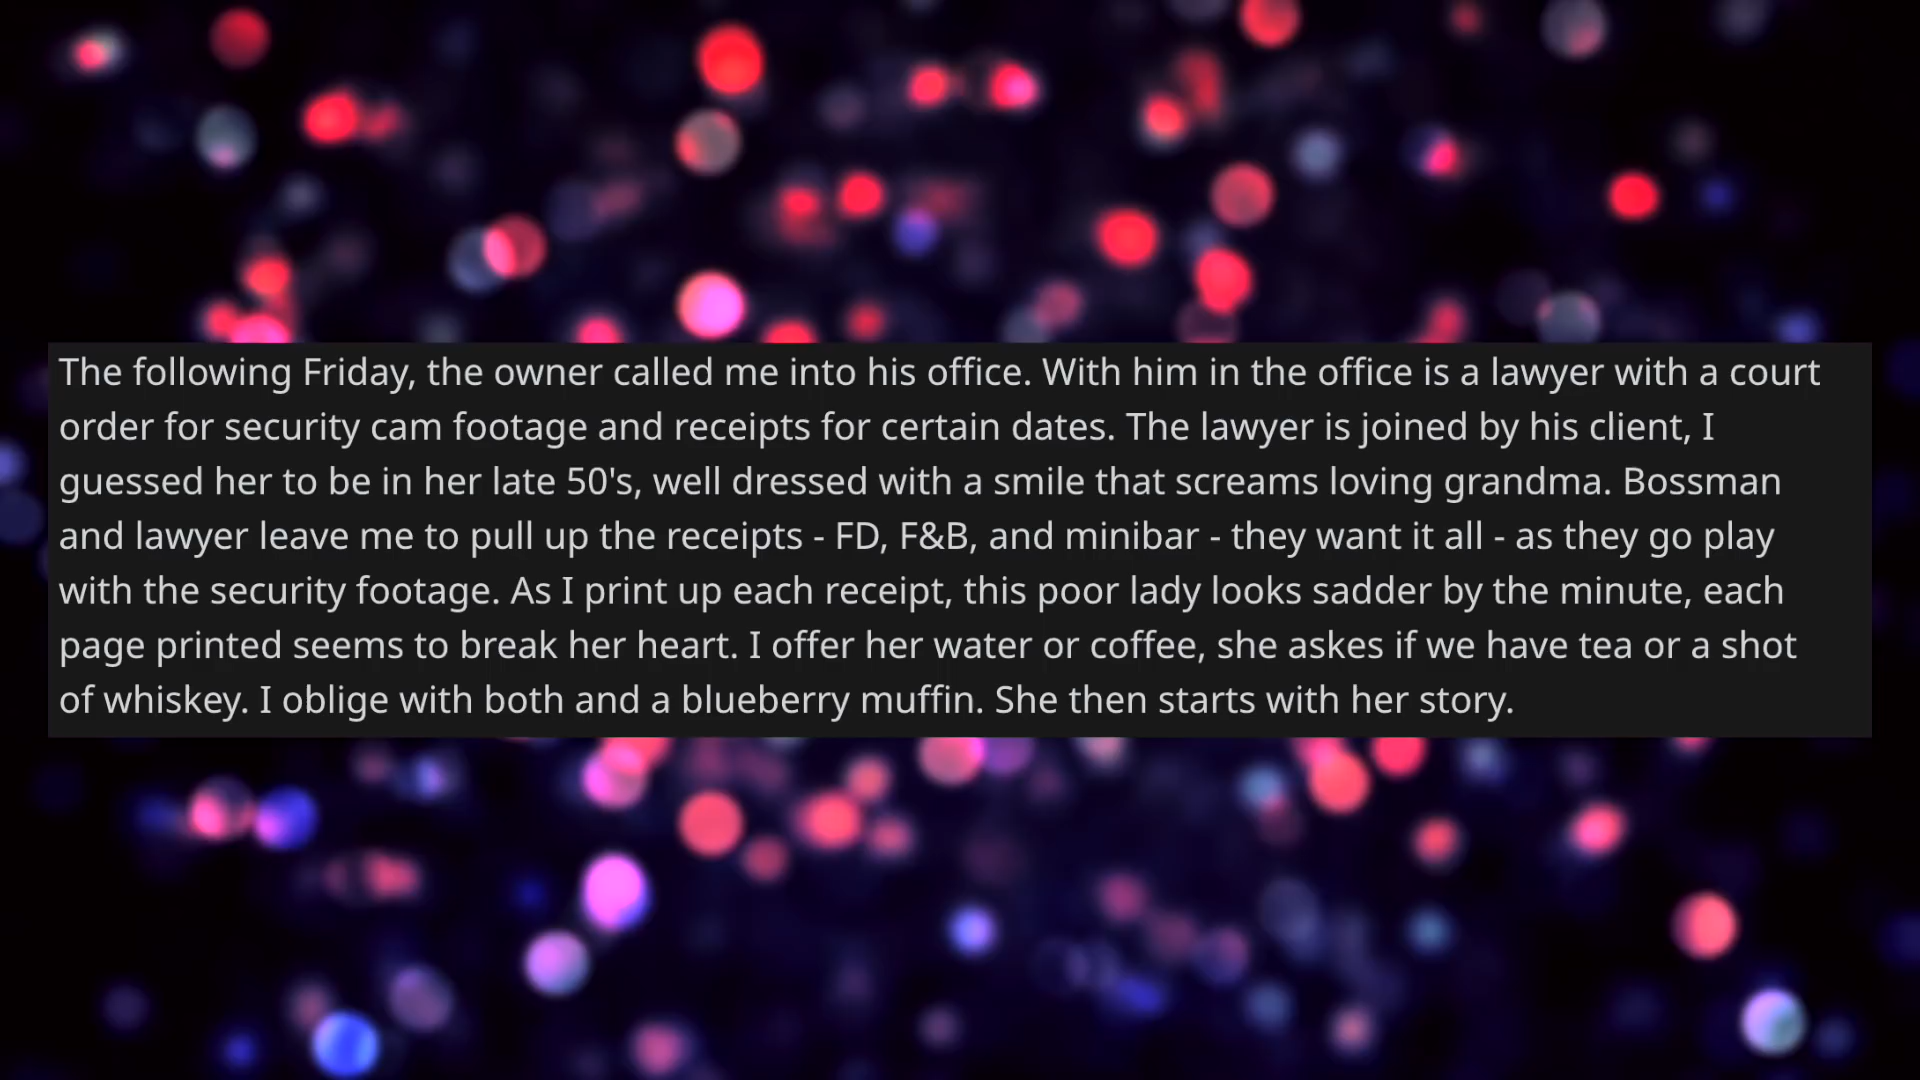 The following Friday, the owner called me into his office. With him in the office is a lawyer with a court
order for security cam footage and receipts for certain dates. The lawyer is joined by his client, I
guessed her to be in her late 50's, well dressed with a smile that screams loving grandma. Bossman
and lawyer leave me to pull up the receipts - FD, F&B, and minibar - they want it all - as they go play
with the security footage. As I print up each receipt, this poor lady looks sadder by the minute, each
page printed seems to break her heart. I offer her water or coffee, she askes if we have tea or a shot
of whiskey. I oblige with both and a blueberry muffin. She then starts with her story.